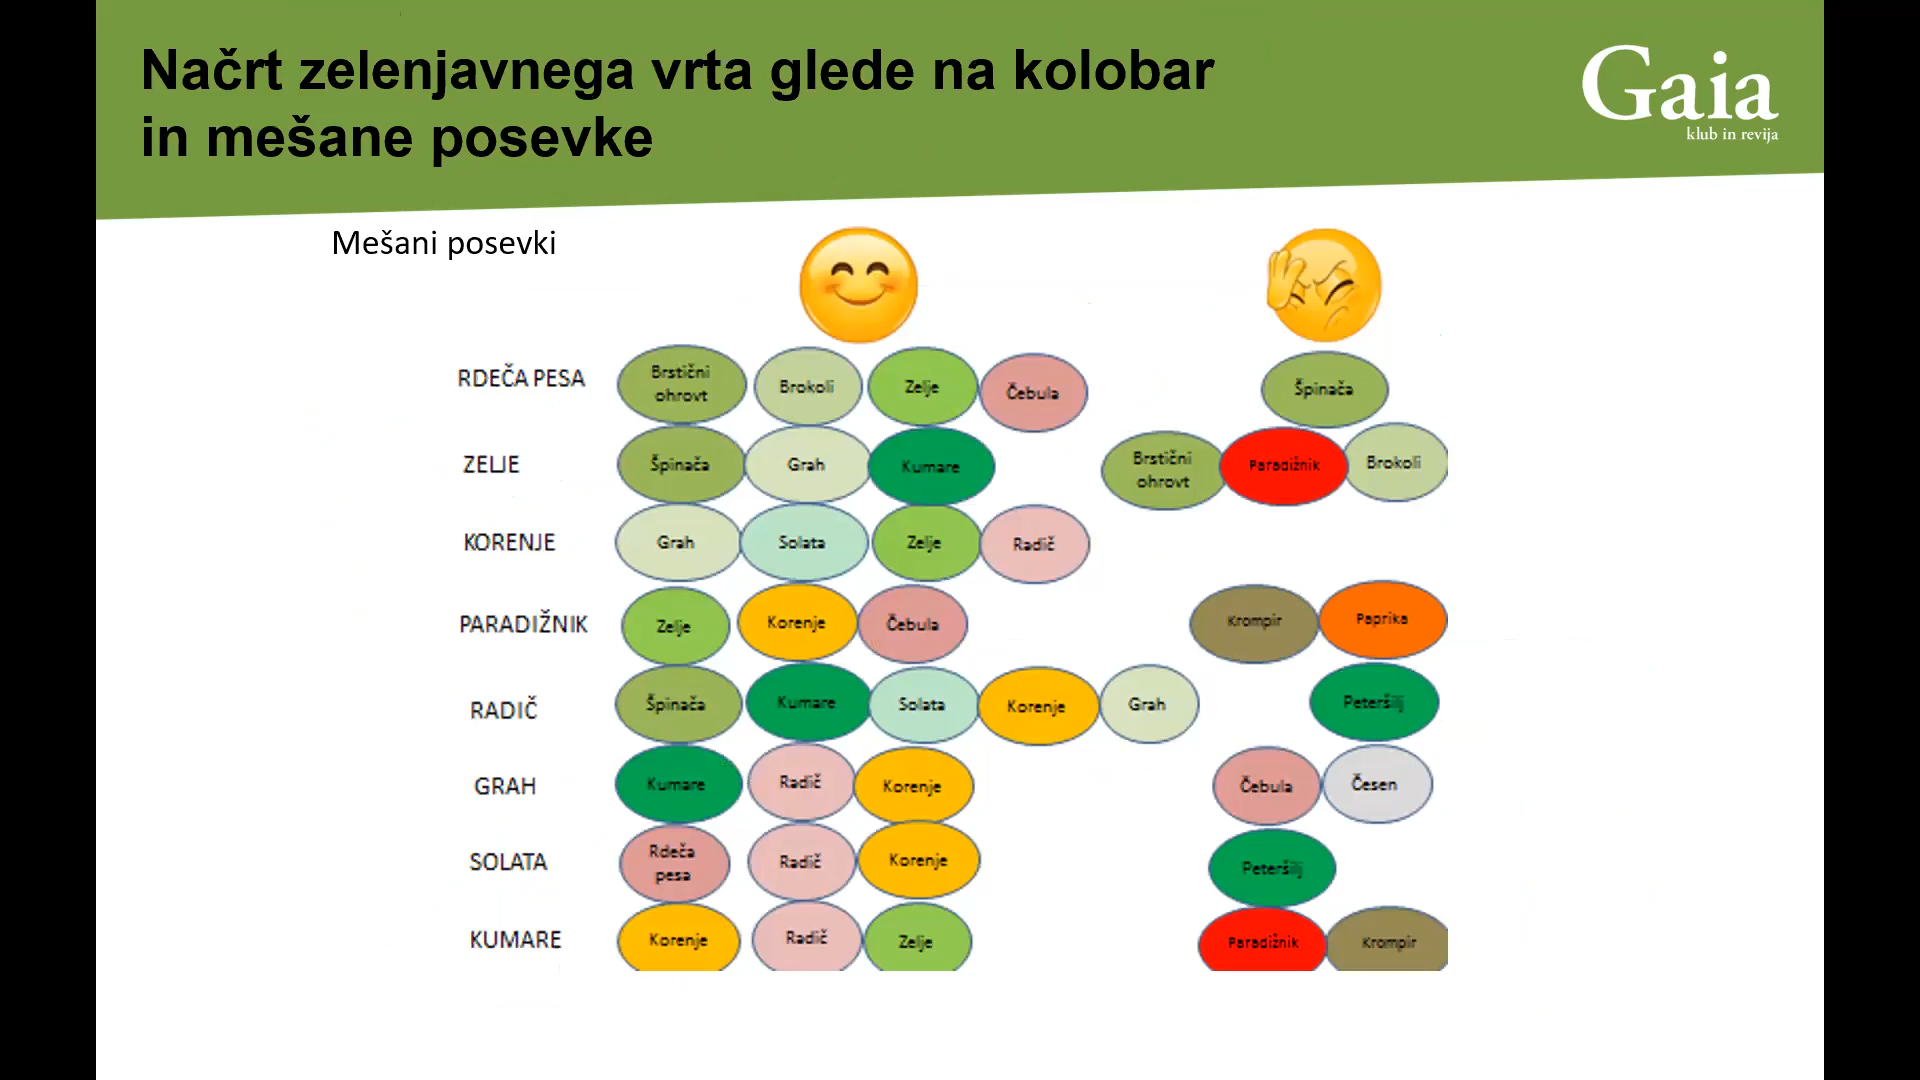 Načrt zelenjavnega vrta glede na kolobar
in mešane posevke
Gaia
klub in revija
Mešani posevki
RDEČA PESA Brstični ohrovt Brokoli Zelje Čebula Špinača
ZELJE Špinača Grah Kumare Brstični ohrovt Paradižnik Brokoli
KORENJE Grah Solata Zelje Radič
PARADIŽNIK Zelje Korenje Čebula Krompir Paprika
RADIČ Špinača Kumare Solata Korenje Grah Peteršilj
GRAH Kumare Radič Korenje Čebula Česen
SOLATA Rdeča pesa Radič Korenje Peteršilj
KUMARE Korenje Radič Zelje Paradižnik Krompir